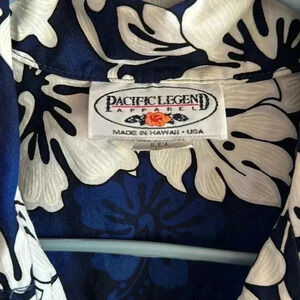 PACIFIC LEGEND
APPAREL
MADE IN HAWAII • USA